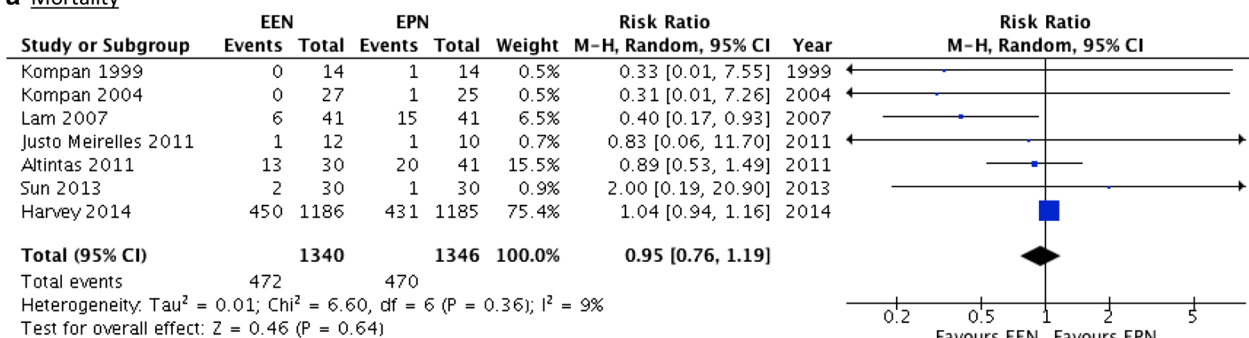 a Mortality
EEN EPN Risk Ratio Risk Ratio
Study or Subgroup Events Total Events Total Weight M-H, Random, 95% CI Year M-H, Random, 95% CI
Kompan 1999 0 14 1 14 0.5% 0.33 [0.01, 7.55] 1999
Kompan 2004 0 27 1 25 0.5% 0.31 [0.01, 7.26] 2004
Lam 2007 6 41 15 41 6.5% 0.40 [0.17, 0.93] 2007
Justo Meirelles 2011 1 12 1 10 0.7% 0.83 [0.06, 11.70] 2011
Altintas 2011 13 30 20 41 15.5% 0.89 [0.53, 1.49] 2011
Sun 2013 2 30 1 30 0.9% 2.00 [0.19, 20.90] 2013
Harvey 2014 450 1186 431 1185 75.4% 1.04 [0.94, 1.16] 2014
Total (95% CI) 1340 1346 100.0% 0.95 [0.76, 1.19]
Total events 472 470
Heterogeneity: Tau² = 0.01; Chi² = 6.60, df = 6 (P = 0.36); I² = 9%
Test for overall effect: Z = 0.46 (P = 0.64)
0.2 0.5 1 2 5
Favours EEN Favours EPN